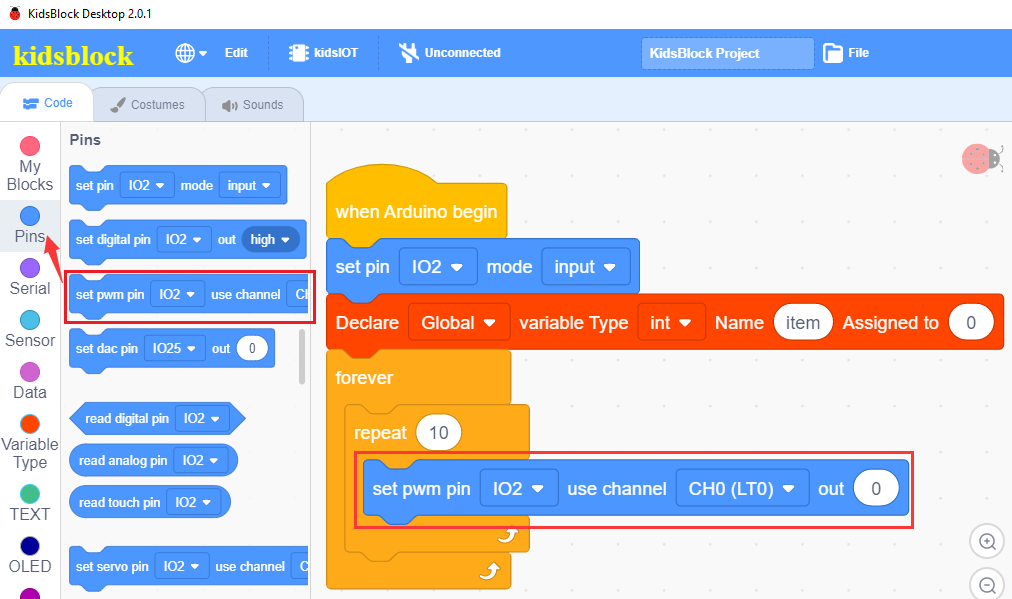 KidsBlock Desktop 2.0.1
kidsblock
Edit
kidsIOT
Unconnected
KidsBlock Project
File
Code
Costumes
Sounds
My
Blocks
Pins
Serial
Sensor
Data
Variable
Type
TEXT
OLED
Pins
set pin IO2 mode input
set digital pin IO2 out high
set pwm pin IO2 use channel
set dac pin IO25 out 0
read digital pin IO2
read analog pin IO2
read touch pin IO2
set servo pin IO2 use channel
when Arduino begin
set pin IO2 mode input
Declare Global variable Type int Name item Assigned to 0
forever
repeat 10
set pwm pin IO2 use channel CH0 (LT0) out 0